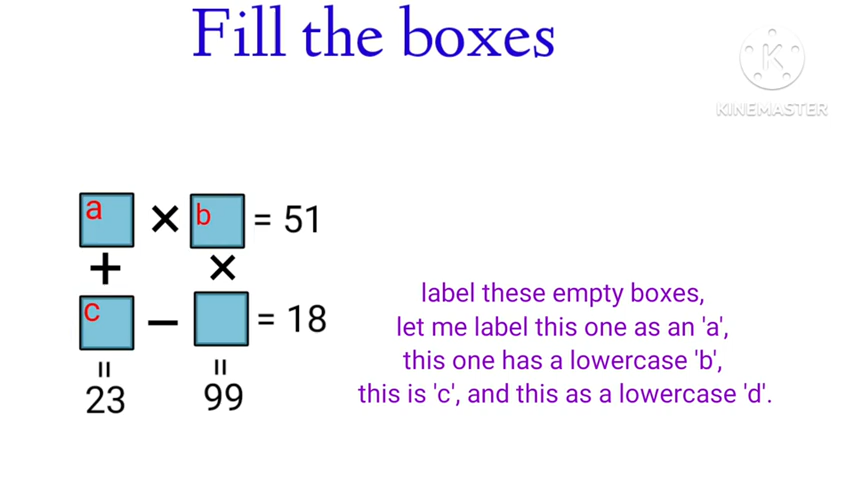 Fill the boxes
K
KINEMASTER
a × b = 51
+ ×
c − = 18
= =
23 99
label these empty boxes,
let me label this one as an 'a',
this one has a lowercase 'b',
this is 'c', and this as a lowercase 'd'.